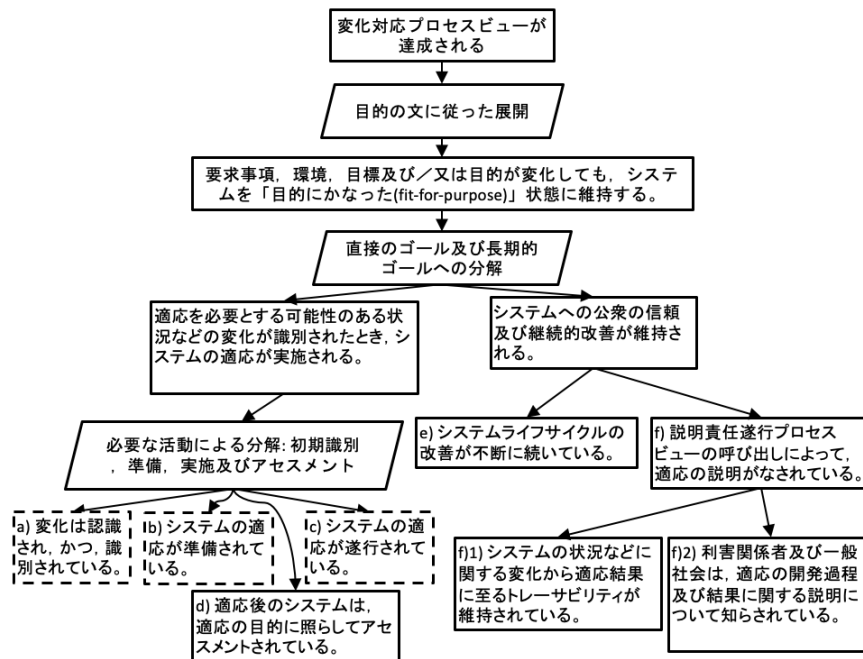 変化対応プロセスビューが
達成される
目的の文に従った展開
要求事項，環境，目標及び／又は目的が変化しても，システ
ムを「目的にかなった(fit-for-purpose)」状態に維持する。
直接のゴール及び長期的
ゴールへの分解
適応を必要とする可能性のある状
況などの変化が識別されたとき，シ
ステムの適応が実施される。
システムへの公衆の信頼
及び継続的改善が維持さ
れる。
必要な活動による分解: 初期識別
，準備，実施及びアセスメント
e) システムライフサイクルの
改善が不断に続いている。
f) 説明責任遂行プロセス
ビューの呼び出しによって，
適応の説明がなされている。
a) 変化は認識
され，かつ，識
別されている。
b) システムの適
応が準備されて
いる。
c) システムの適
応が遂行されて
いる。
d) 適応後のシステムは，
適応の目的に照らしてアセ
スメントされている。
f)1) システムの状況などに
関する変化から適応結果
に至るトレーサビリティが
維持されている。
f)2) 利害関係者及び一般
社会は，適応の開発過程
及び結果に関する説明に
ついて知らされている。